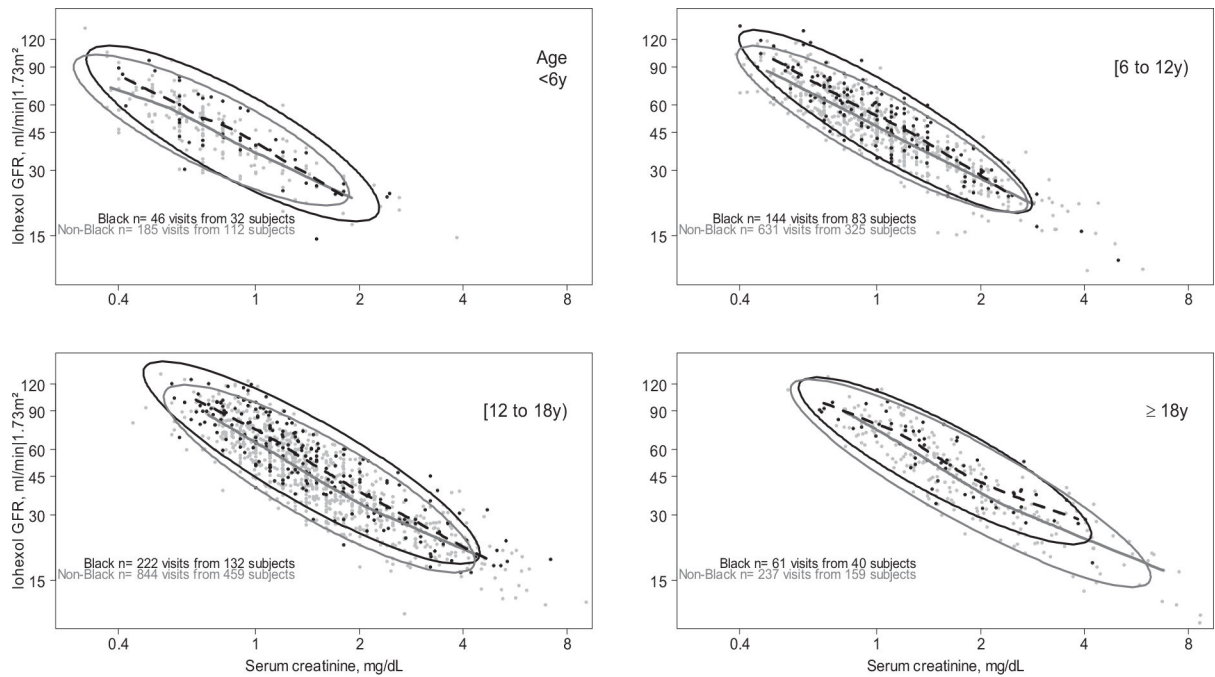 Iohexol GFR, ml/min|1.73m²
120
90
60
45
30
15
Age
<6y
Black n= 46 visits from 32 subjects
Non-Black n= 185 visits from 112 subjects
0.4 1 2 4 8
120
90
60
45
30
15
[6 to 12y)
Black n= 144 visits from 83 subjects
Non-Black n= 631 visits from 325 subjects
0.4 1 2 4 8
Iohexol GFR, ml/min|1.73m²
120
90
60
45
30
15
[12 to 18y)
Black n= 222 visits from 132 subjects
Non-Black n= 844 visits from 459 subjects
0.4 1 2 4 8
Serum creatinine, mg/dL
120
90
60
45
30
15
≥ 18y
Black n= 61 visits from 40 subjects
Non-Black n= 237 visits from 159 subjects
0.4 1 2 4 8
Serum creatinine, mg/dL